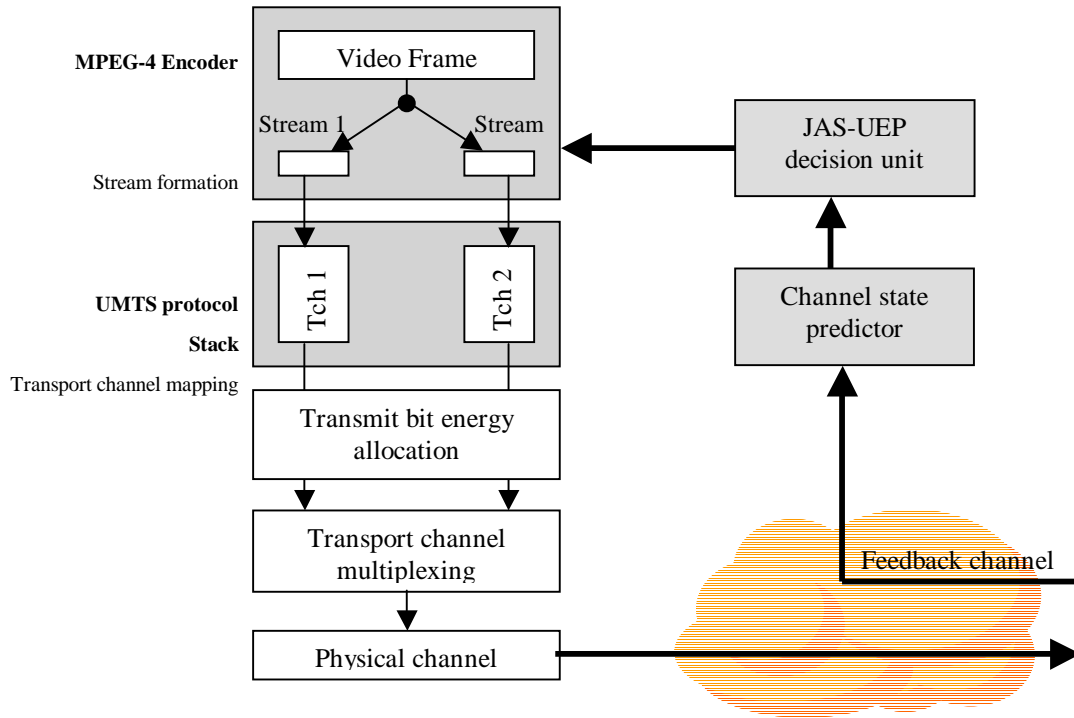 MPEG-4 Encoder
Video Frame
Stream 1
Stream
Stream formation
JAS-UEP
decision unit
UMTS protocol
Stack
Tch 1
Tch 2
Channel state
predictor
Transport channel mapping
Transmit bit energy
allocation
Transport channel
multiplexing
Feedback channel
Physical channel